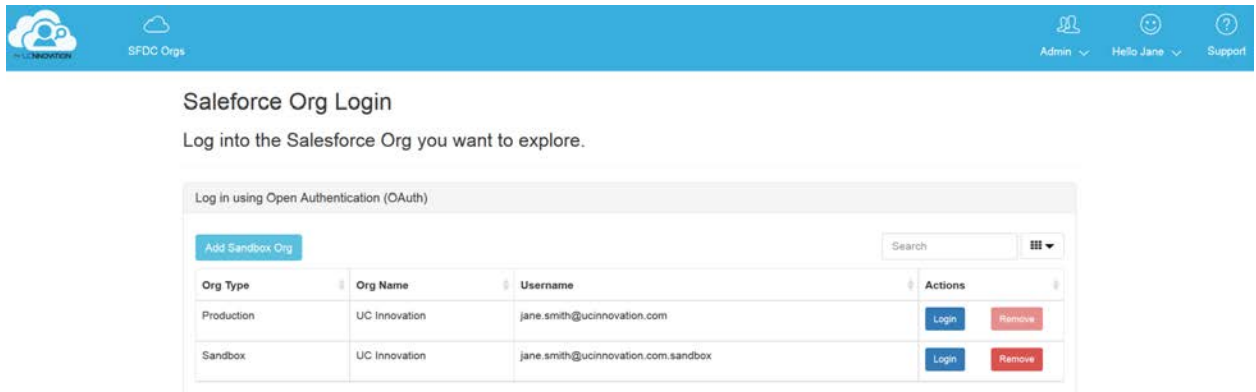 by UCINNOVATION
SFDC Orgs
Admin
Hello Jane
Support
Saleforce Org Login
Log into the Salesforce Org you want to explore.
Log in using Open Authentication (OAuth)
Add Sandbox Org
Search
Org Type Org Name Username Actions
Production UC Innovation jane.smith@ucinnovation.com Login Remove
Sandbox UC Innovation jane.smith@ucinnovation.com.sandbox Login Remove